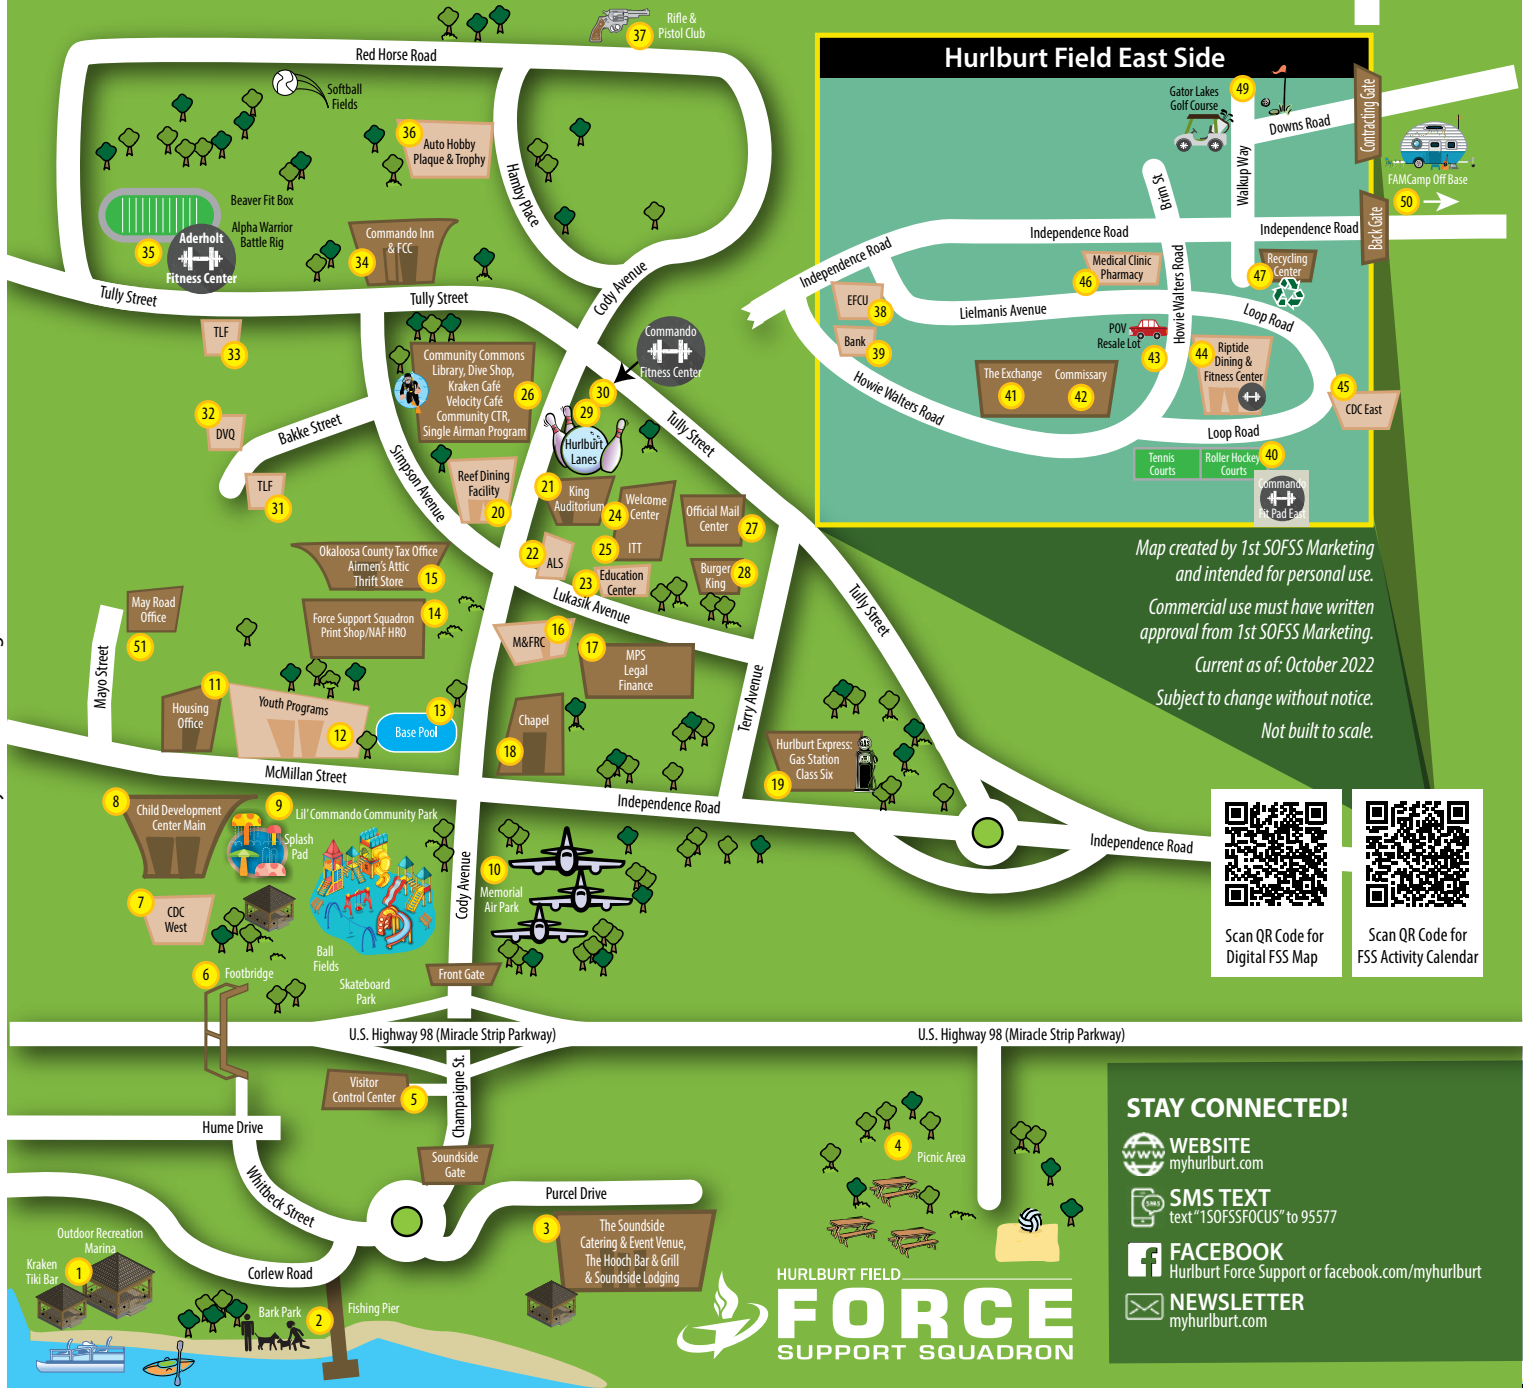 Rifle &
Pistol Club
37
Red Horse Road
Softball
Fields
36
Auto Hobby
Plaque & Trophy
Hamby Place
Beaver Fit Box
Alpha Warrior
Battle Rig
Aderholt
Fitness Center
35
Commando Inn
& FCC
34
Tully Street
Tully Street
Cody Avenue
TLF
33
32
DVQ
Bakke Street
TLF
31
Simpson Avenue
Community Commons
Library, Dive Shop,
Kraken Café
Velocity Café
Community CTR,
Single Airman Program
26
Commando
Fitness Center
30
29
Hurlburt
Lanes
Tully Street
Reef Dining
Facility
20
21
King
Auditorium
24
Welcome
Center
25
ITT
Official Mail
Center
27
22
ALS
23
Education
Center
Burger
King
28
Lukasik Avenue
Tully Street
Okaloosa County Tax Office
Airmen's Attic
Thrift Store
15
Force Support Squadron
Print Shop/NAF HRO
14
May Road
Office
51
Mayo Street
11
Housing
Office
Youth Programs
12
13
Base Pool
M&FRC
16
17
MPS
Legal
Finance
Chapel
18
Terry Avenue
Hurlburt Express:
Gas Station
Class Six
19
McMillan Street
Independence Road
Independence Road
8
Child Development
Center Main
9
Lil' Commando Community Park
Splash
Pad
7
CDC
West
Ball
Fields
Skateboard
Park
Cody Avenue
10
Memorial
Air Park
6
Footbridge
Front Gate
U.S. Highway 98 (Miracle Strip Parkway)
U.S. Highway 98 (Miracle Strip Parkway)
Visitor
Control Center
5
Champaigne St.
Hume Drive
Whitbeck Street
Soundside
Gate
Purcel Drive
4
Picnic Area
Outdoor Recreation
Marina
Kraken
Tiki Bar
1
Corlew Road
Bark Park
2
Fishing Pier
3
The Soundside
Catering & Event Venue,
The Hooch Bar & Grill
& Soundside Lodging
Hurlburt Field East Side
49
Gator Lakes
Golf Course
Downs Road
Contracting Gate
Walkup Way
Brim St
FAMCamp Off Base
50
Back Gate
Independence Road
Independence Road
Independence Road
Medical Clinic
Pharmacy
46
Recycling
Center
47
EFCU
38
Bank
39
Lielmanis Avenue
Howie Walters Road
Loop Road
POV
Resale Lot
43
44
Riptide
Dining &
Fitness Center
The Exchange
41
Commissary
42
45
CDC East
Howie Walters Road
Loop Road
Tennis
Courts
Roller Hockey
Courts
40
Commando
Fit Pad East
Map created by 1st SOFSS Marketing
and intended for personal use.
Commercial use must have written
approval from 1st SOFSS Marketing.
Current as of: October 2022
Subject to change without notice.
Not built to scale.
Scan QR Code for
Digital FSS Map
Scan QR Code for
FSS Activity Calendar
STAY CONNECTED!
WWW
WEBSITE
myhurlburt.com
SMS
SMS TEXT
text "1SOFSSFOCUS" to 95577
FACEBOOK
Hurlburt Force Support or facebook.com/myhurlburt
NEWSLETTER
myhurlburt.com
HURLBURT FIELD
FORCE
SUPPORT SQUADRON